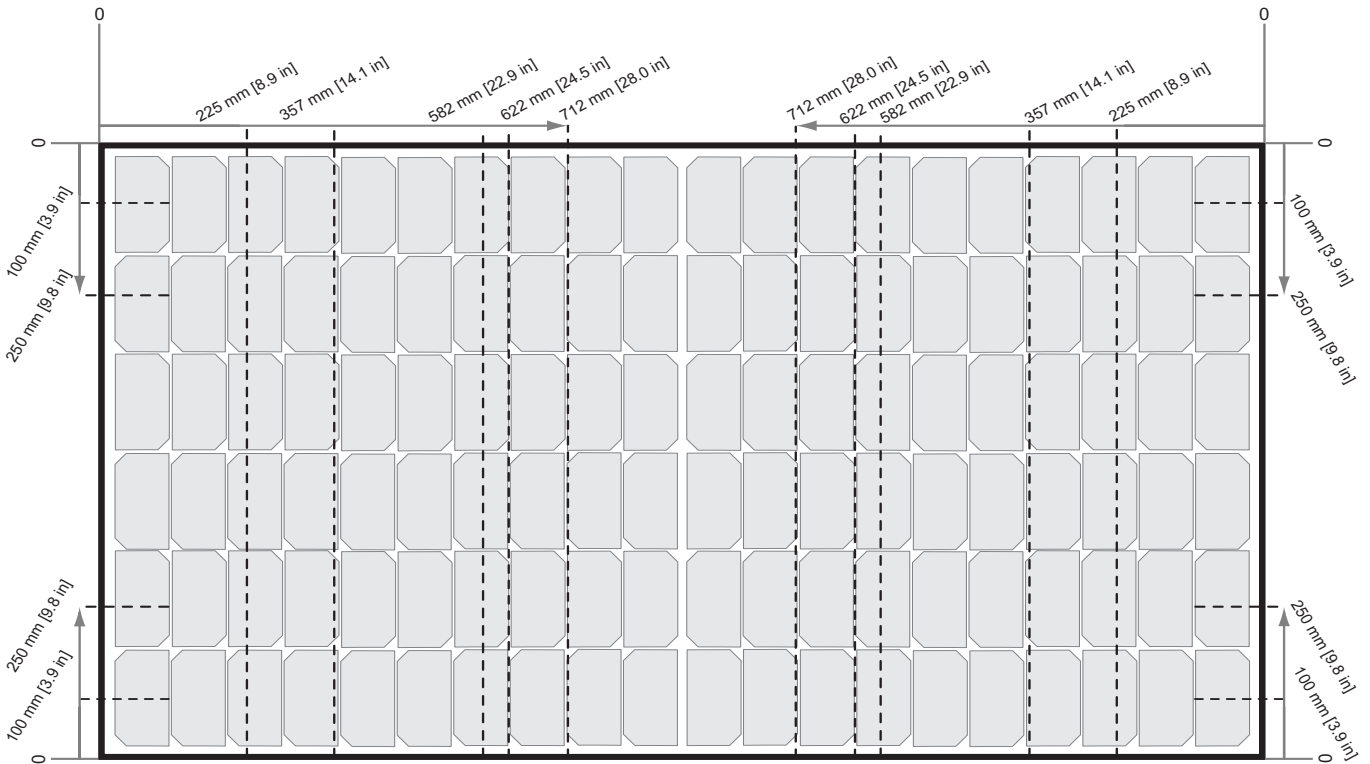 0
0
225 mm [8.9 in]
357 mm [14.1 in]
582 mm [22.9 in]
622 mm [24.5 in]
712 mm [28.0 in]
712 mm [28.0 in]
622 mm [24.5 in]
582 mm [22.9 in]
357 mm [14.1 in]
225 mm [8.9 in]
0
0
100 mm [3.9 in]
100 mm [3.9 in]
250 mm [9.8 in]
250 mm [9.8 in]
250 mm [9.8 in]
250 mm [9.8 in]
100 mm [3.9 in]
100 mm [3.9 in]
0
0